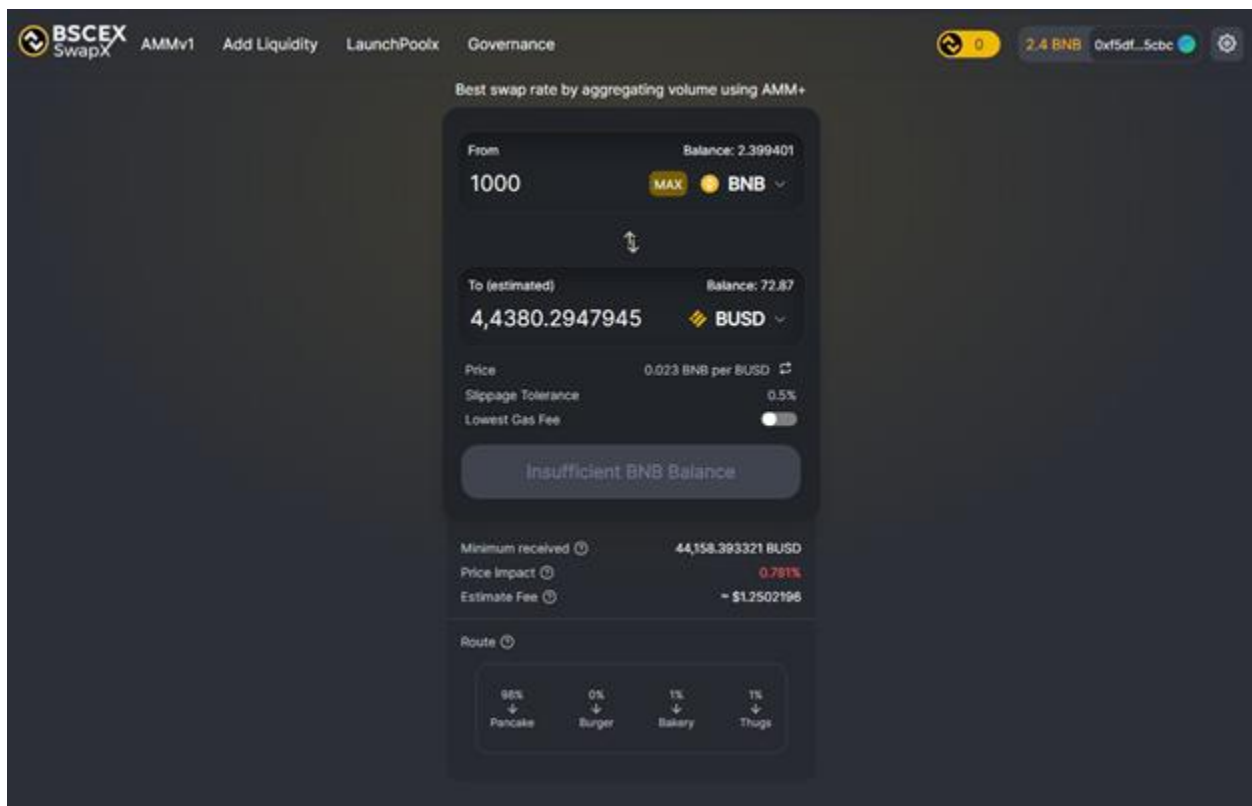 BSCEX
SwapX
AMMv1 Add Liquidity LaunchPoolx Governance 0 2.4 BNB 0xf5df...5cbc
Best swap rate by aggregating volume using AMM+
From Balance: 2.399401
1000 MAX BNB
To (estimated) Balance: 72.87
4,4380.2947945 BUSD
Price 0.023 BNB per BUSD
Slippage Tolerance 0.5%
Lowest Gas Fee
Insufficient BNB Balance
Minimum received 44,158.393321 BUSD
Price Impact 0.781%
Estimate Fee ~ $1.2502196
Route
98% 0% 1% 1%
Pancake Burger Bakery Thugs